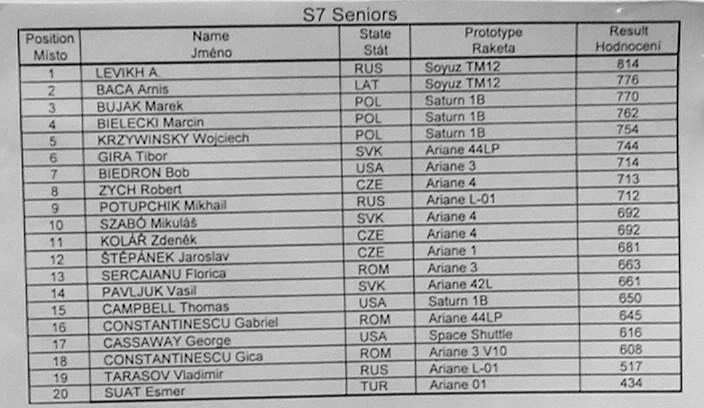 S7 Seniors
Position Name State Prototype Result
Místo Jméno Stát Raketa Hodnocení
1 LEVIKH A. RUS Soyuz TM12 814
2 BACA Arnis LAT Soyuz TM12 776
3 BUJAK Marek POL Saturn 1B 770
4 BIELECKI Marcin POL Saturn 1B 762
5 KRZYWINSKY Wojciech POL Saturn 1B 754
6 GIRA Tibor SVK Ariane 44LP 744
7 BIEDRON Bob USA Ariane 3 714
8 ZYCH Robert CZE Ariane 4 713
9 POTUPCHIK Mikhail RUS Ariane L-01 712
10 SZABÓ Mikuláš SVK Ariane 4 692
11 KOLÁŘ Zdeněk CZE Ariane 4 692
12 ŠTĚPÁNEK Jaroslav CZE Ariane 1 681
13 SERCAIANU Florica ROM Ariane 3 663
14 PAVLJUK Vasil SVK Ariane 42L 661
15 CAMPBELL Thomas USA Saturn 1B 650
16 CONSTANTINESCU Gabriel ROM Ariane 44LP 645
17 CASSAWAY George USA Space Shuttle 616
18 CONSTANTINESCU Gica ROM Ariane 3 V10 608
19 TARASOV Vladimir RUS Ariane L-01 517
20 SUAT Esmer TUR Ariane 01 434